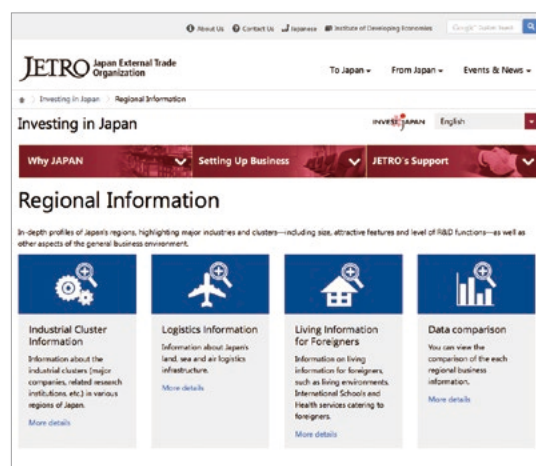 About Us Contact Us Japanese Institute of Developing Economies Google Custom Search
JETRO Japan External Trade Organization
To Japan From Japan Events & News
Investing in Japan Regional Information
Investing in Japan
INVEST JAPAN English
Why JAPAN Setting Up Business JETRO's Support
Regional Information
In-depth profiles of Japan's regions, highlighting major industries and clusters—including size, attractive features and level of R&D functions—as well as
other aspects of the general business environment.
Industrial Cluster
Information
Information about the
industrial clusters (major
companies, related research
institutions, etc.) in various
regions of Japan.
More details
Logistics Information
Information about Japan's
land, sea and air logistics
infrastructure.
More details
Living Information
for Foreigners
Information on living
information for foreigners,
such as living environments,
International Schools and
Health services catering to
foreigners.
More details
Data comparison
You can view the
comparison of the each
regional business
information.
More details